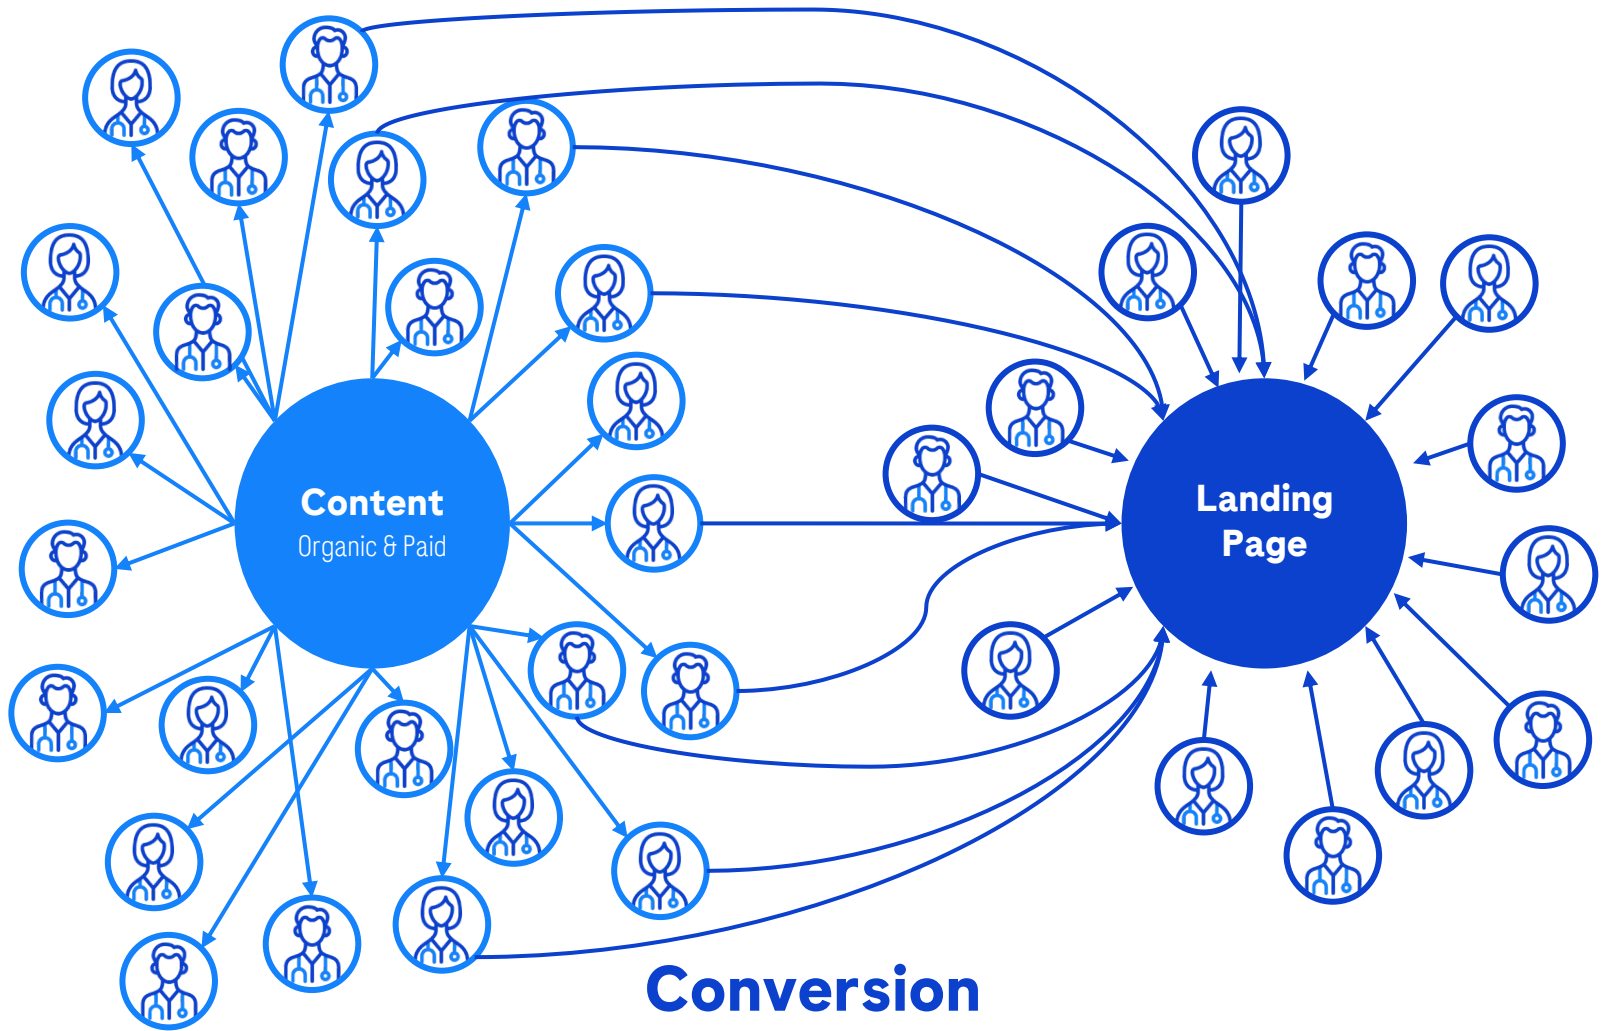 Content
Organic & Paid
Landing
Page
Conversion